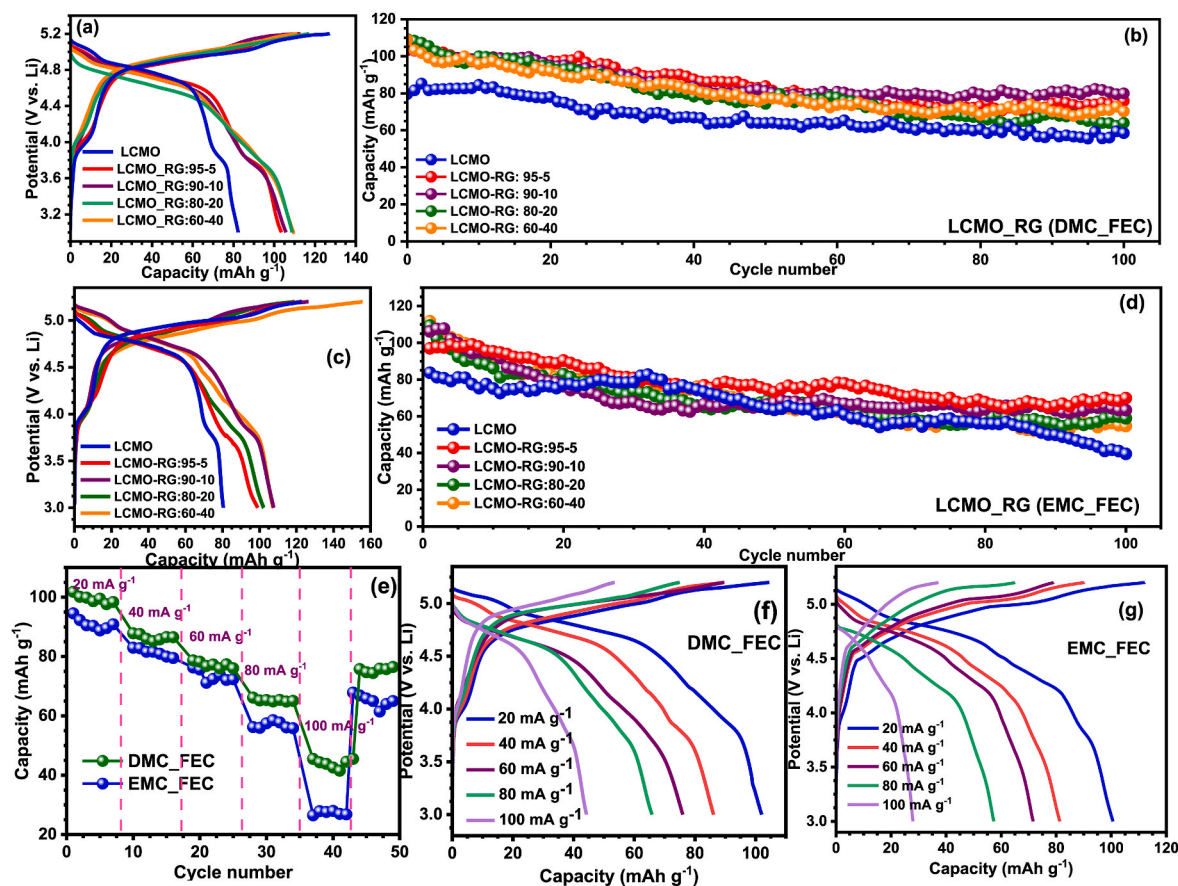 (a)
Potential (V vs. Li)
5.2
4.8
4.4
4.0
3.6
3.2
LCMO
LCMO_RG:95-5
LCMO_RG:90-10
LCMO_RG:80-20
LCMO_RG:60-40
0 20 40 60 80 100 120 140
Capacity (mAh g-1)
(b)
Capacity (mAh g-1)
120
100
80
60
40
20
0
LCMO
LCMO-RG: 95-5
LCMO-RG: 90-10
LCMO-RG: 80-20
LCMO-RG: 60-40
LCMO_RG (DMC_FEC)
20 40 60 80 100
Cycle number
(c)
Potential (V vs. Li)
5.0
4.5
4.0
3.5
3.0
LCMO
LCMO-RG:95-5
LCMO-RG:90-10
LCMO-RG:80-20
LCMO-RG:60-40
0 20 40 60 80 100 120 140 160
Capacity (mAh g-1)
(d)
Capacity (mAh g-1)
120
100
80
60
40
20
0
LCMO
LCMO-RG:95-5
LCMO-RG:90-10
LCMO-RG:80-20
LCMO-RG:60-40
LCMO_RG (EMC_FEC)
0 20 40 60 80 100
Cycle number
(e)
Capacity (mAh g-1)
100
80
60
40
20
20 mA g-1
40 mA g-1
60 mA g-1
80 mA g-1
100 mA g-1
DMC_FEC
EMC_FEC
0 10 20 30 40 50
Cycle number
(f)
Potential (V vs. Li)
5.0
4.5
4.0
3.5
3.0
DMC_FEC
20 mA g-1
40 mA g-1
60 mA g-1
80 mA g-1
100 mA g-1
0 20 40 60 80 100 120
Capacity (mAh g-1)
(g)
Potential (V vs. Li)
5.0
4.5
4.0
3.5
3.0
EMC_FEC
20 mA g-1
40 mA g-1
60 mA g-1
80 mA g-1
100 mA g-1
0 20 40 60 80 100 120
Capacity (mAh g-1)